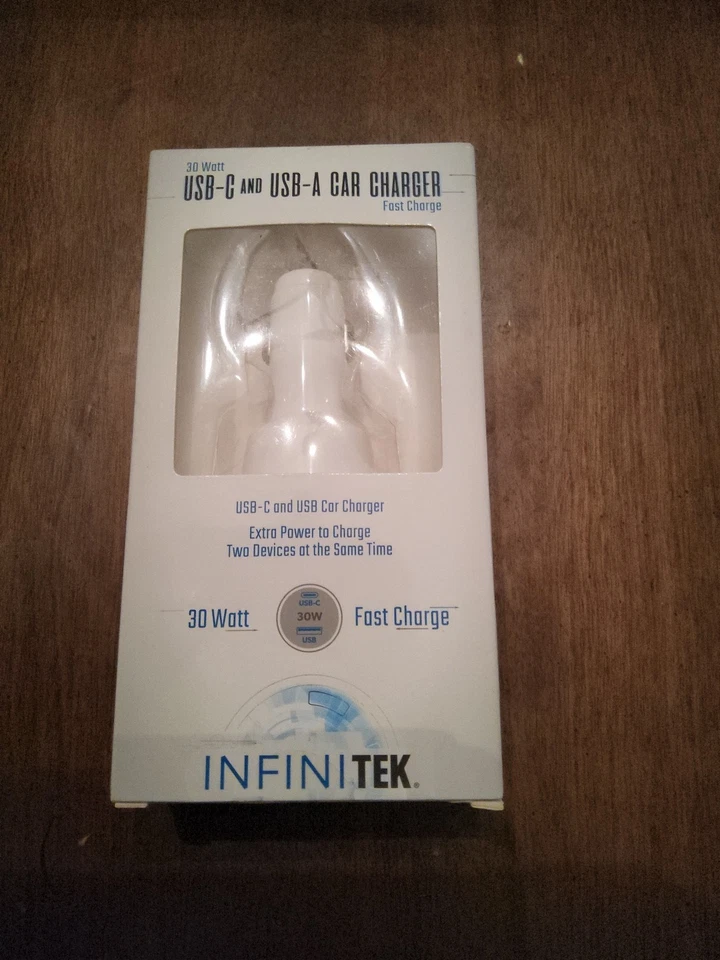 30 Watt
USB-C AND USB-A CAR CHARGER
Fast Charge
USB-C and USB Car Charger
Extra Power to Charge
Two Devices at the Same Time
30 Watt
USB-C
30W
USB
Fast Charge
INFINITEK®